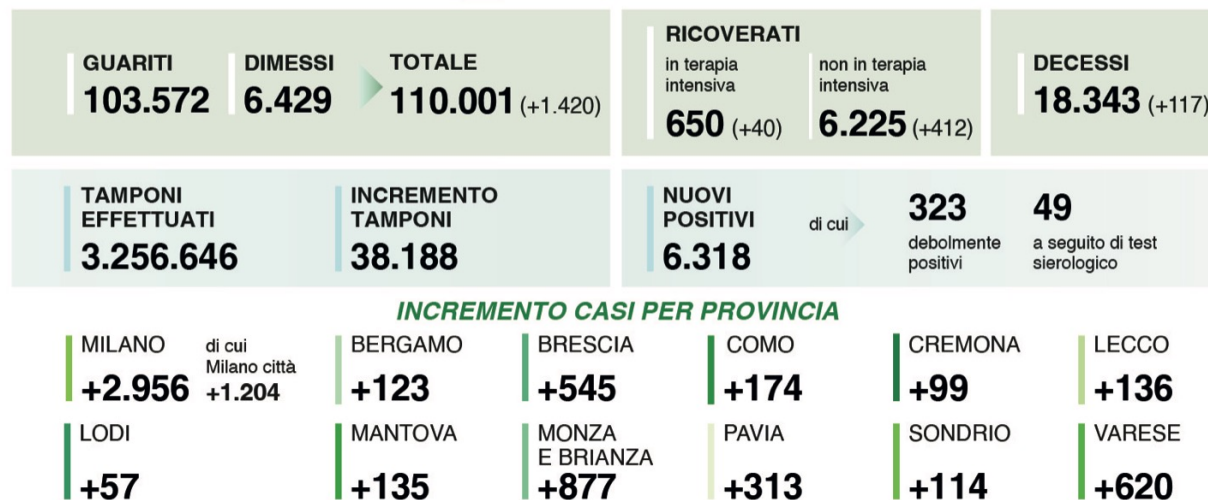 GUARITI
103.572
DIMESSI
6.429
TOTALE
110.001 (+1.420)
RICOVERATI
in terapia
intensiva
650 (+40)
non in terapia
intensiva
6.225 (+412)
DECESSI
18.343 (+117)
TAMPONI
EFFETTUATI
3.256.646
INCREMENTO
TAMPONI
38.188
NUOVI
POSITIVI
6.318
di cui
323
debolmente
positivi
49
a seguito di test
sierologico
INCREMENTO CASI PER PROVINCIA
MILANO
+2.956
di cui
Milano città
+1.204
BERGAMO
+123
BRESCIA
+545
COMO
+174
CREMONA
+99
LECCO
+136
LODI
+57
MANTOVA
+135
MONZA
E BRIANZA
+877
PAVIA
+313
SONDRIO
+114
VARESE
+620